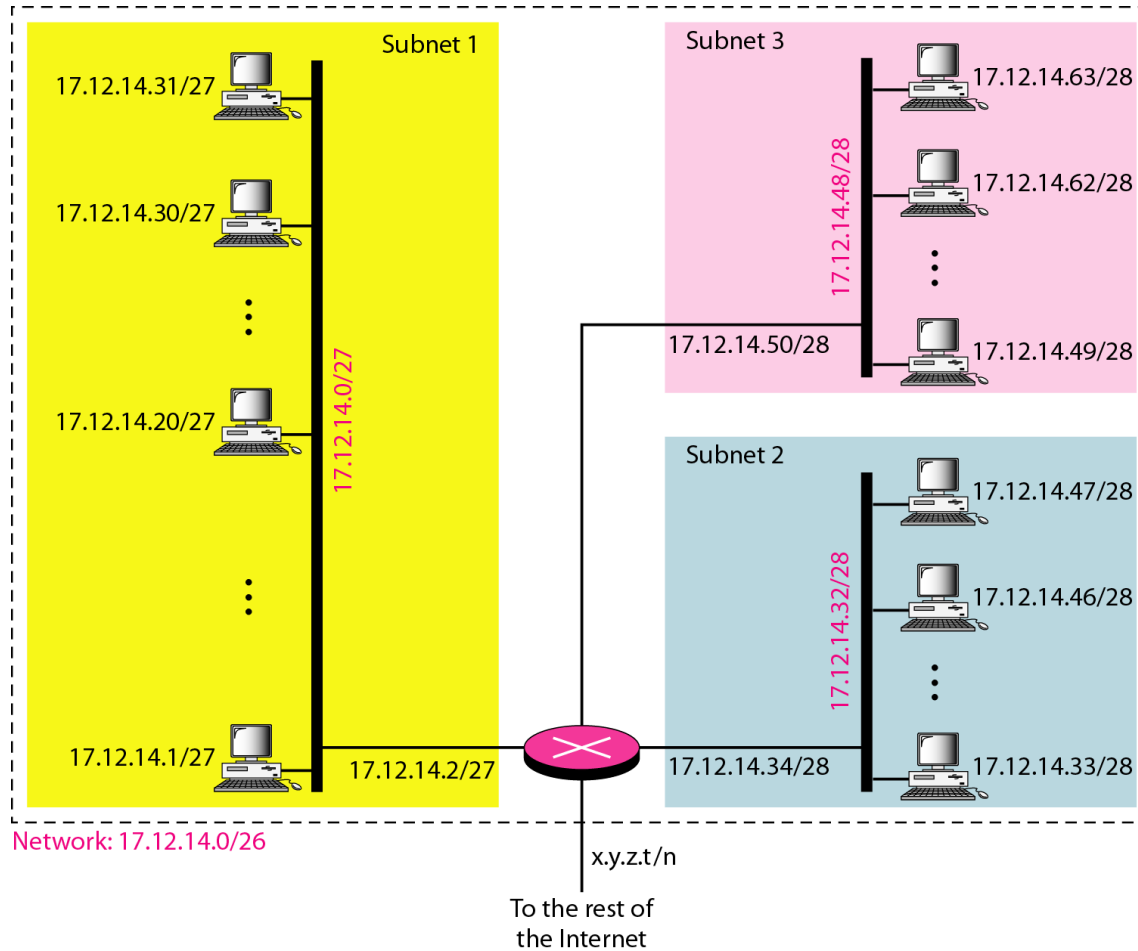 Subnet 1
17.12.14.31/27
17.12.14.30/27
17.12.14.20/27
17.12.14.1/27
17.12.14.0/27
17.12.14.2/27
Subnet 3
17.12.14.63/28
17.12.14.62/28
17.12.14.49/28
17.12.14.48/28
17.12.14.50/28
Subnet 2
17.12.14.47/28
17.12.14.46/28
17.12.14.33/28
17.12.14.32/28
17.12.14.34/28
Network: 17.12.14.0/26
x.y.z.t/n
To the rest of
the Internet